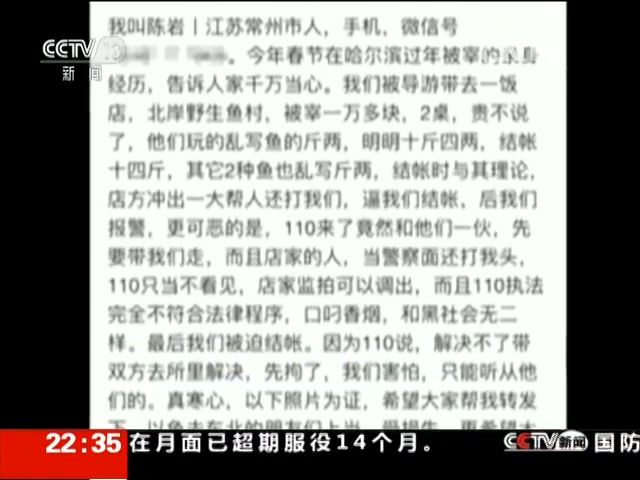 我叫陈岩丨江苏常州市人，手机，微信号
CCTV 13
新闻
。今年春节在哈尔滨过年被宰的亲身
经历，告诉人家千万当心。我们被导游带去一饭
店，北岸野生鱼村，被宰一万多块，2桌，贵不说
了，他们玩的乱写鱼的斤两，明明十斤四两，结帐
十四斤，其它2种鱼也乱写斤两，结帐时与其理论，
店方冲出一大帮人还打我们，逼我们结帐，后我们
报警，更可恶的是，110来了竟然和他们一伙，先
要带我们走，而且店家的人，当警察面还打我头，
110只当不看见，店家监拍可以调出，而且110执法
完全不符合法律程序，口叼香烟，和黑社会无二
样。最后我们被迫结帐。因为110说，解决不了带
双方去所里解决，先拘了，我们害怕，只能听从他
们的。真寒心，以下照片为证，希望大家帮我转发
22:35 在月面已超期服役14个月。 CCTV 新闻 国防